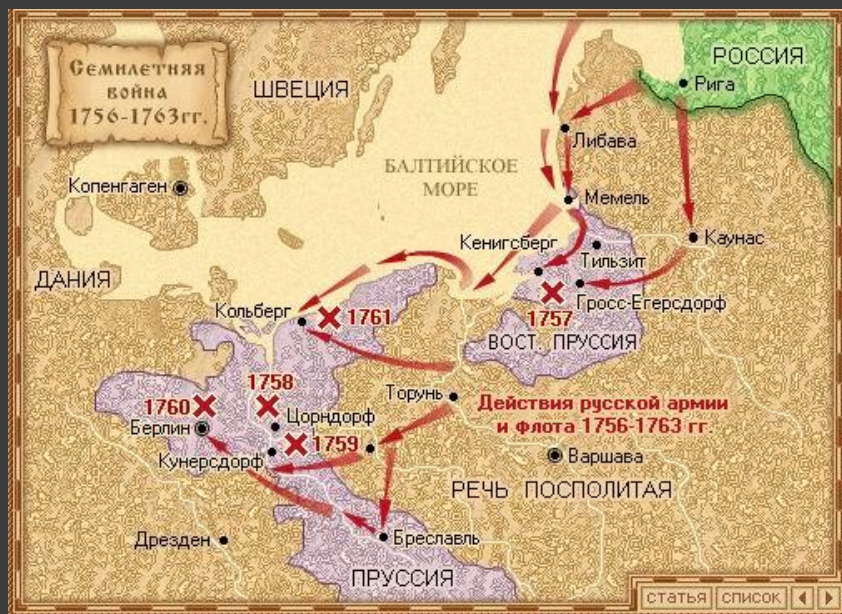 Семилетняя
война
1756-1763гг.
ШВЕЦИЯ
РОССИЯ
Рига
Либава
БАЛТИЙСКОЕ
МОРЕ
Копенгаген
Мемель
Кенигсберг
Каунас
Тильзит
ДАНИЯ
Гросс-Егерсдорф
Кольберг
1761
1757
ВОСТ. ПРУССИЯ
1758
1760
Торунь
Действия русской армии
и флота 1756-1763 гг.
Цорндорф
Берлин
1759
Кунерсдорф
Варшава
РЕЧЬ ПОСПОЛИТАЯ
Дрезден
Бреславль
ПРУССИЯ
статья список